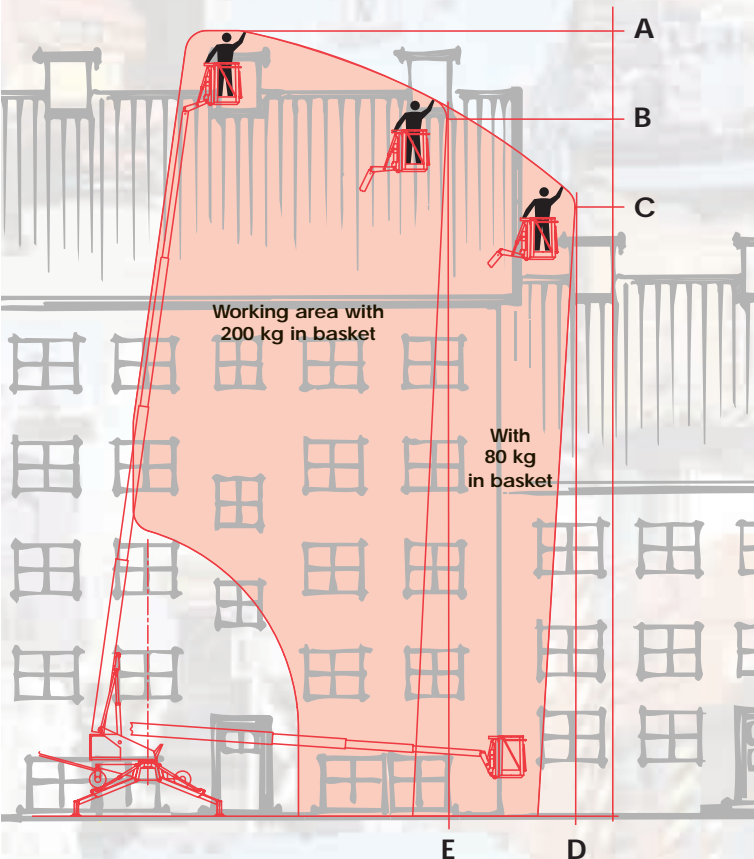 A
B
C
Working area with
200 kg in basket
With
80 kg
in basket
E
D